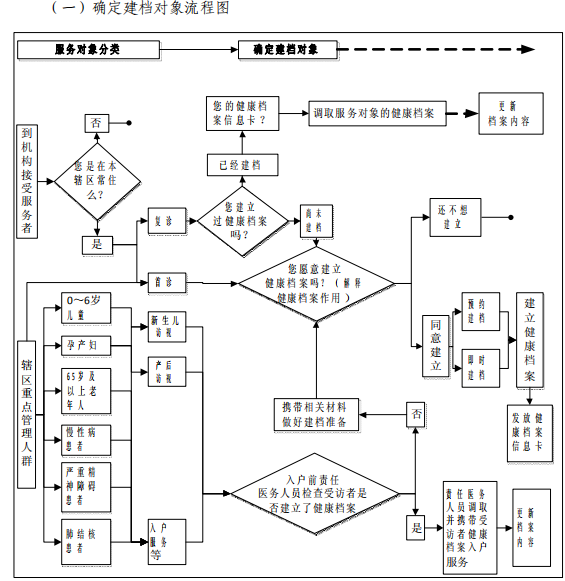 （一）确定建档对象流程图
服务对象分类
确定建档对象
到
机构
接受
服务
者
否
您是在本
辖区常住
么？
是
您的健康档
案信息卡？
调取服务对象的健康档案
更新
档案内容
已经建档
复诊
您建立
过健康档案
吗？
尚未
建档
还不想
建立
首诊
您愿意建立
健康档案吗？（解释
健康档案作用）
同意
建立
预约
建档
即时
建档
建立
健康
档案
发放健
康档案
信息卡
辖区
重点
管理
人群
0～6岁
儿童
孕产妇
65岁及
以上老
年人
慢性病
患者
严重精
神障碍
患者
肺结核
患者
新生儿
访视
产后
访视
入户
服务
等
携带相关材料
做好建档准备
否
入户前责任
医务人员检查受访者是
否建立了健康档案
是
责任医务
人员调取
并携带受
访者健康
档案入户
服务
更新
档案
内容